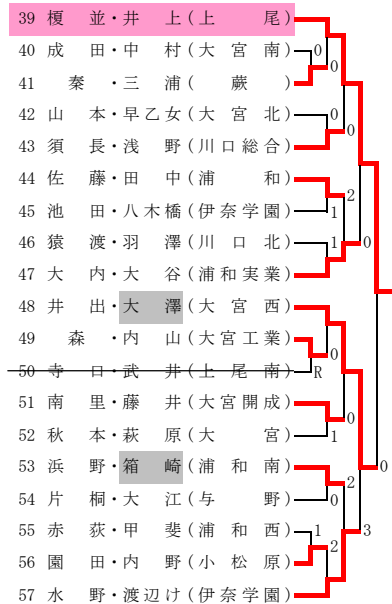 39 榎並・井上(上尾)
40 成田・中村(大宮南) 0
41 秦・三浦(蕨) 0
42 山本・早乙女(大宮北) 0
43 須長・浅野(川口総合) 0
44 佐藤・田中(浦和) 2
45 池田・八木橋(伊奈学園) 1
46 猿渡・羽澤(川口北) 1 0
47 大内・大谷(浦和実業)
48 井出・大澤(大宮西)
49 森・内山(大宮工業) 0
50 寺口・武井(上尾南) R
51 南里・藤井(大宮開成) 0
52 秋本・萩原(大宮) 1
53 浜野・箱崎(浦和南) 2 0
54 片桐・大江(与野) 0
55 赤荻・甲斐(浦和西) 1 3
56 園田・内野(小松原) 2
57 水野・渡辺け(伊奈学園)